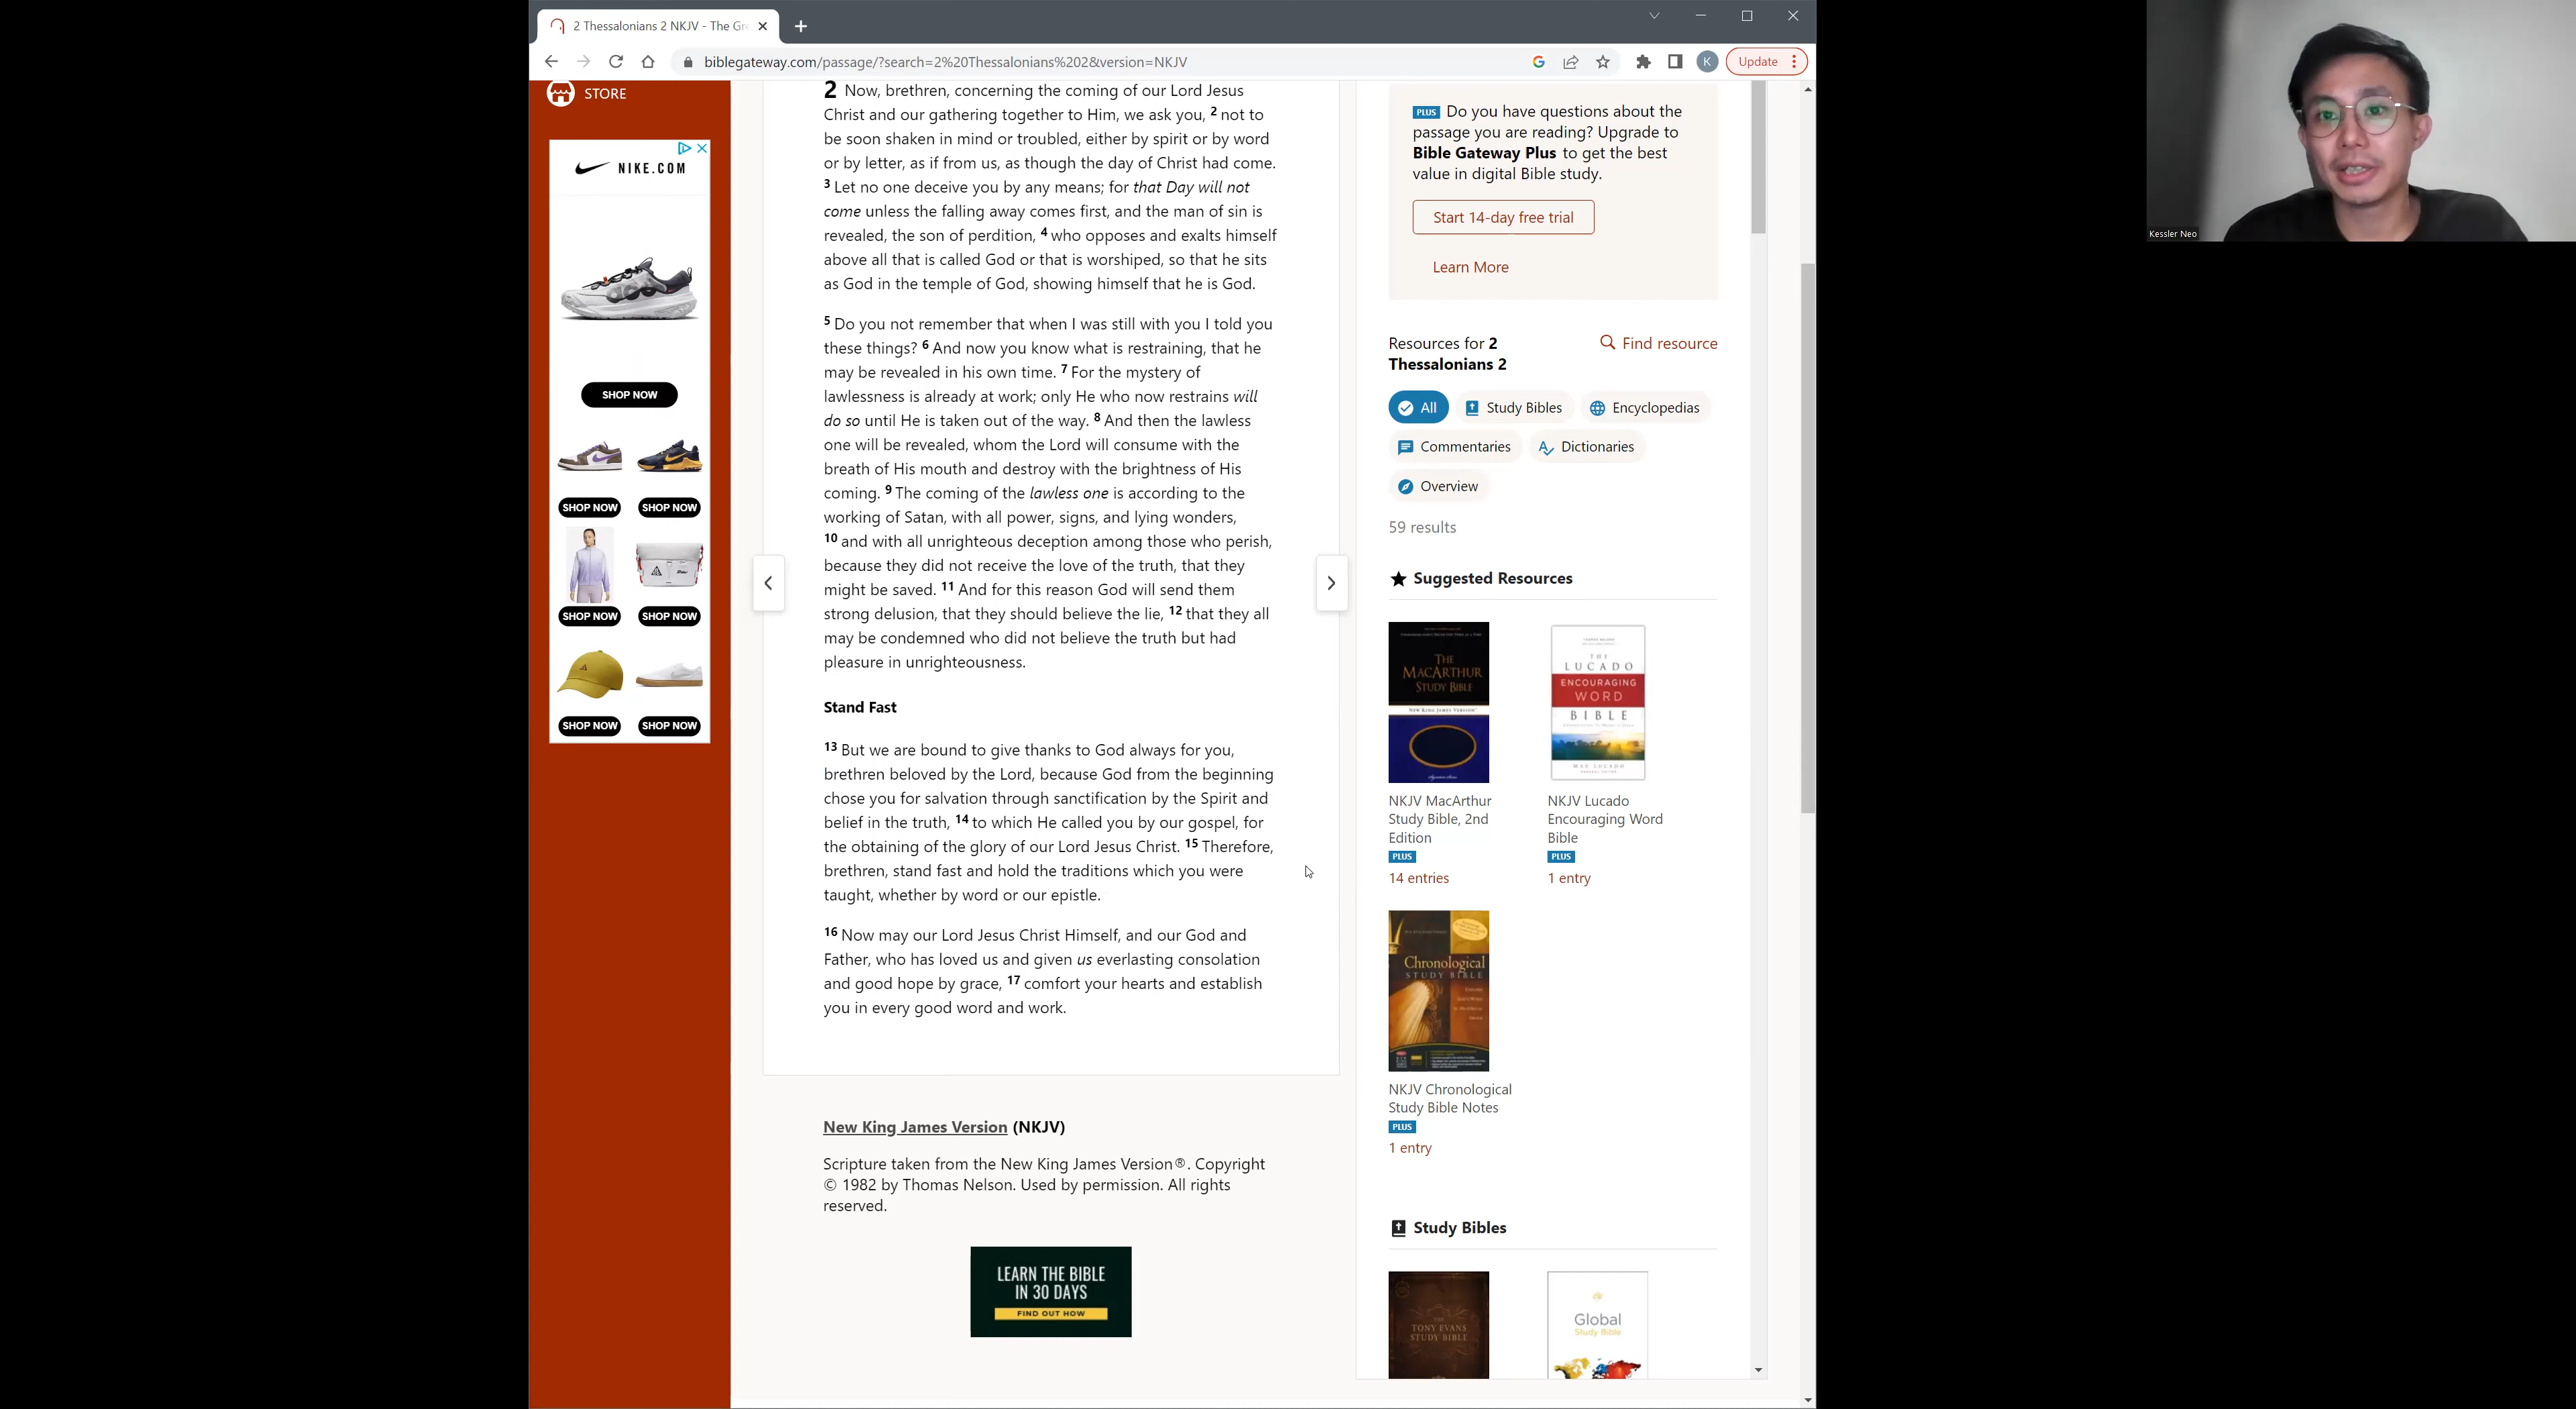 2 Thessalonians 2 NKJV - The Gr
biblegateway.com/passage/?search=2%20Thessalonians%202&version=NKJV
K
Update
STORE
NIKE.COM
SHOP NOW
SHOP NOW
SHOP NOW
SHOP NOW
SHOP NOW
SHOP NOW
SHOP NOW
2 Now, brethren, concerning the coming of our Lord Jesus
Christ and our gathering together to Him, we ask you, 2 not to
be soon shaken in mind or troubled, either by spirit or by word
or by letter, as if from us, as though the day of Christ had come.
3 Let no one deceive you by any means; for that Day will not
come unless the falling away comes first, and the man of sin is
revealed, the son of perdition, 4 who opposes and exalts himself
above all that is called God or that is worshiped, so that he sits
as God in the temple of God, showing himself that he is God.
5 Do you not remember that when I was still with you I told you
these things? 6 And now you know what is restraining, that he
may be revealed in his own time. 7 For the mystery of
lawlessness is already at work; only He who now restrains will
do so until He is taken out of the way. 8 And then the lawless
one will be revealed, whom the Lord will consume with the
breath of His mouth and destroy with the brightness of His
coming. 9 The coming of the lawless one is according to the
working of Satan, with all power, signs, and lying wonders,
10 and with all unrighteous deception among those who perish,
because they did not receive the love of the truth, that they
might be saved. 11 And for this reason God will send them
strong delusion, that they should believe the lie, 12 that they all
may be condemned who did not believe the truth but had
pleasure in unrighteousness.
Stand Fast
13 But we are bound to give thanks to God always for you,
brethren beloved by the Lord, because God from the beginning
chose you for salvation through sanctification by the Spirit and
belief in the truth, 14 to which He called you by our gospel, for
the obtaining of the glory of our Lord Jesus Christ. 15 Therefore,
brethren, stand fast and hold the traditions which you were
taught, whether by word or our epistle.
16 Now may our Lord Jesus Christ Himself, and our God and
Father, who has loved us and given us everlasting consolation
and good hope by grace, 17 comfort your hearts and establish
you in every good word and work.
New King James Version (NKJV)
Scripture taken from the New King James Version®. Copyright
© 1982 by Thomas Nelson. Used by permission. All rights
reserved.
LEARN THE BIBLE
IN 30 DAYS
FIND OUT HOW
PLUS Do you have questions about the
passage you are reading? Upgrade to
Bible Gateway Plus to get the best
value in digital Bible study.
Start 14-day free trial
Learn More
Resources for 2
Thessalonians 2
Find resource
All
Study Bibles
Encyclopedias
Commentaries
Dictionaries
Overview
59 results
Suggested Resources
THE
MACARTHUR
STUDY BIBLE
NEW KING JAMES VERSION
THE
LUCADO
ENCOURAGING
WORD
BIBLE
MAX LUCADO
NKJV MacArthur
Study Bible, 2nd
Edition
PLUS
14 entries
NKJV Lucado
Encouraging Word
Bible
PLUS
1 entry
Chronological
STUDY BIBLE
NKJV Chronological
Study Bible Notes
PLUS
1 entry
Study Bibles
THE
TONY EVANS
STUDY BIBLE
Global
Study Bible
Kessler Neo